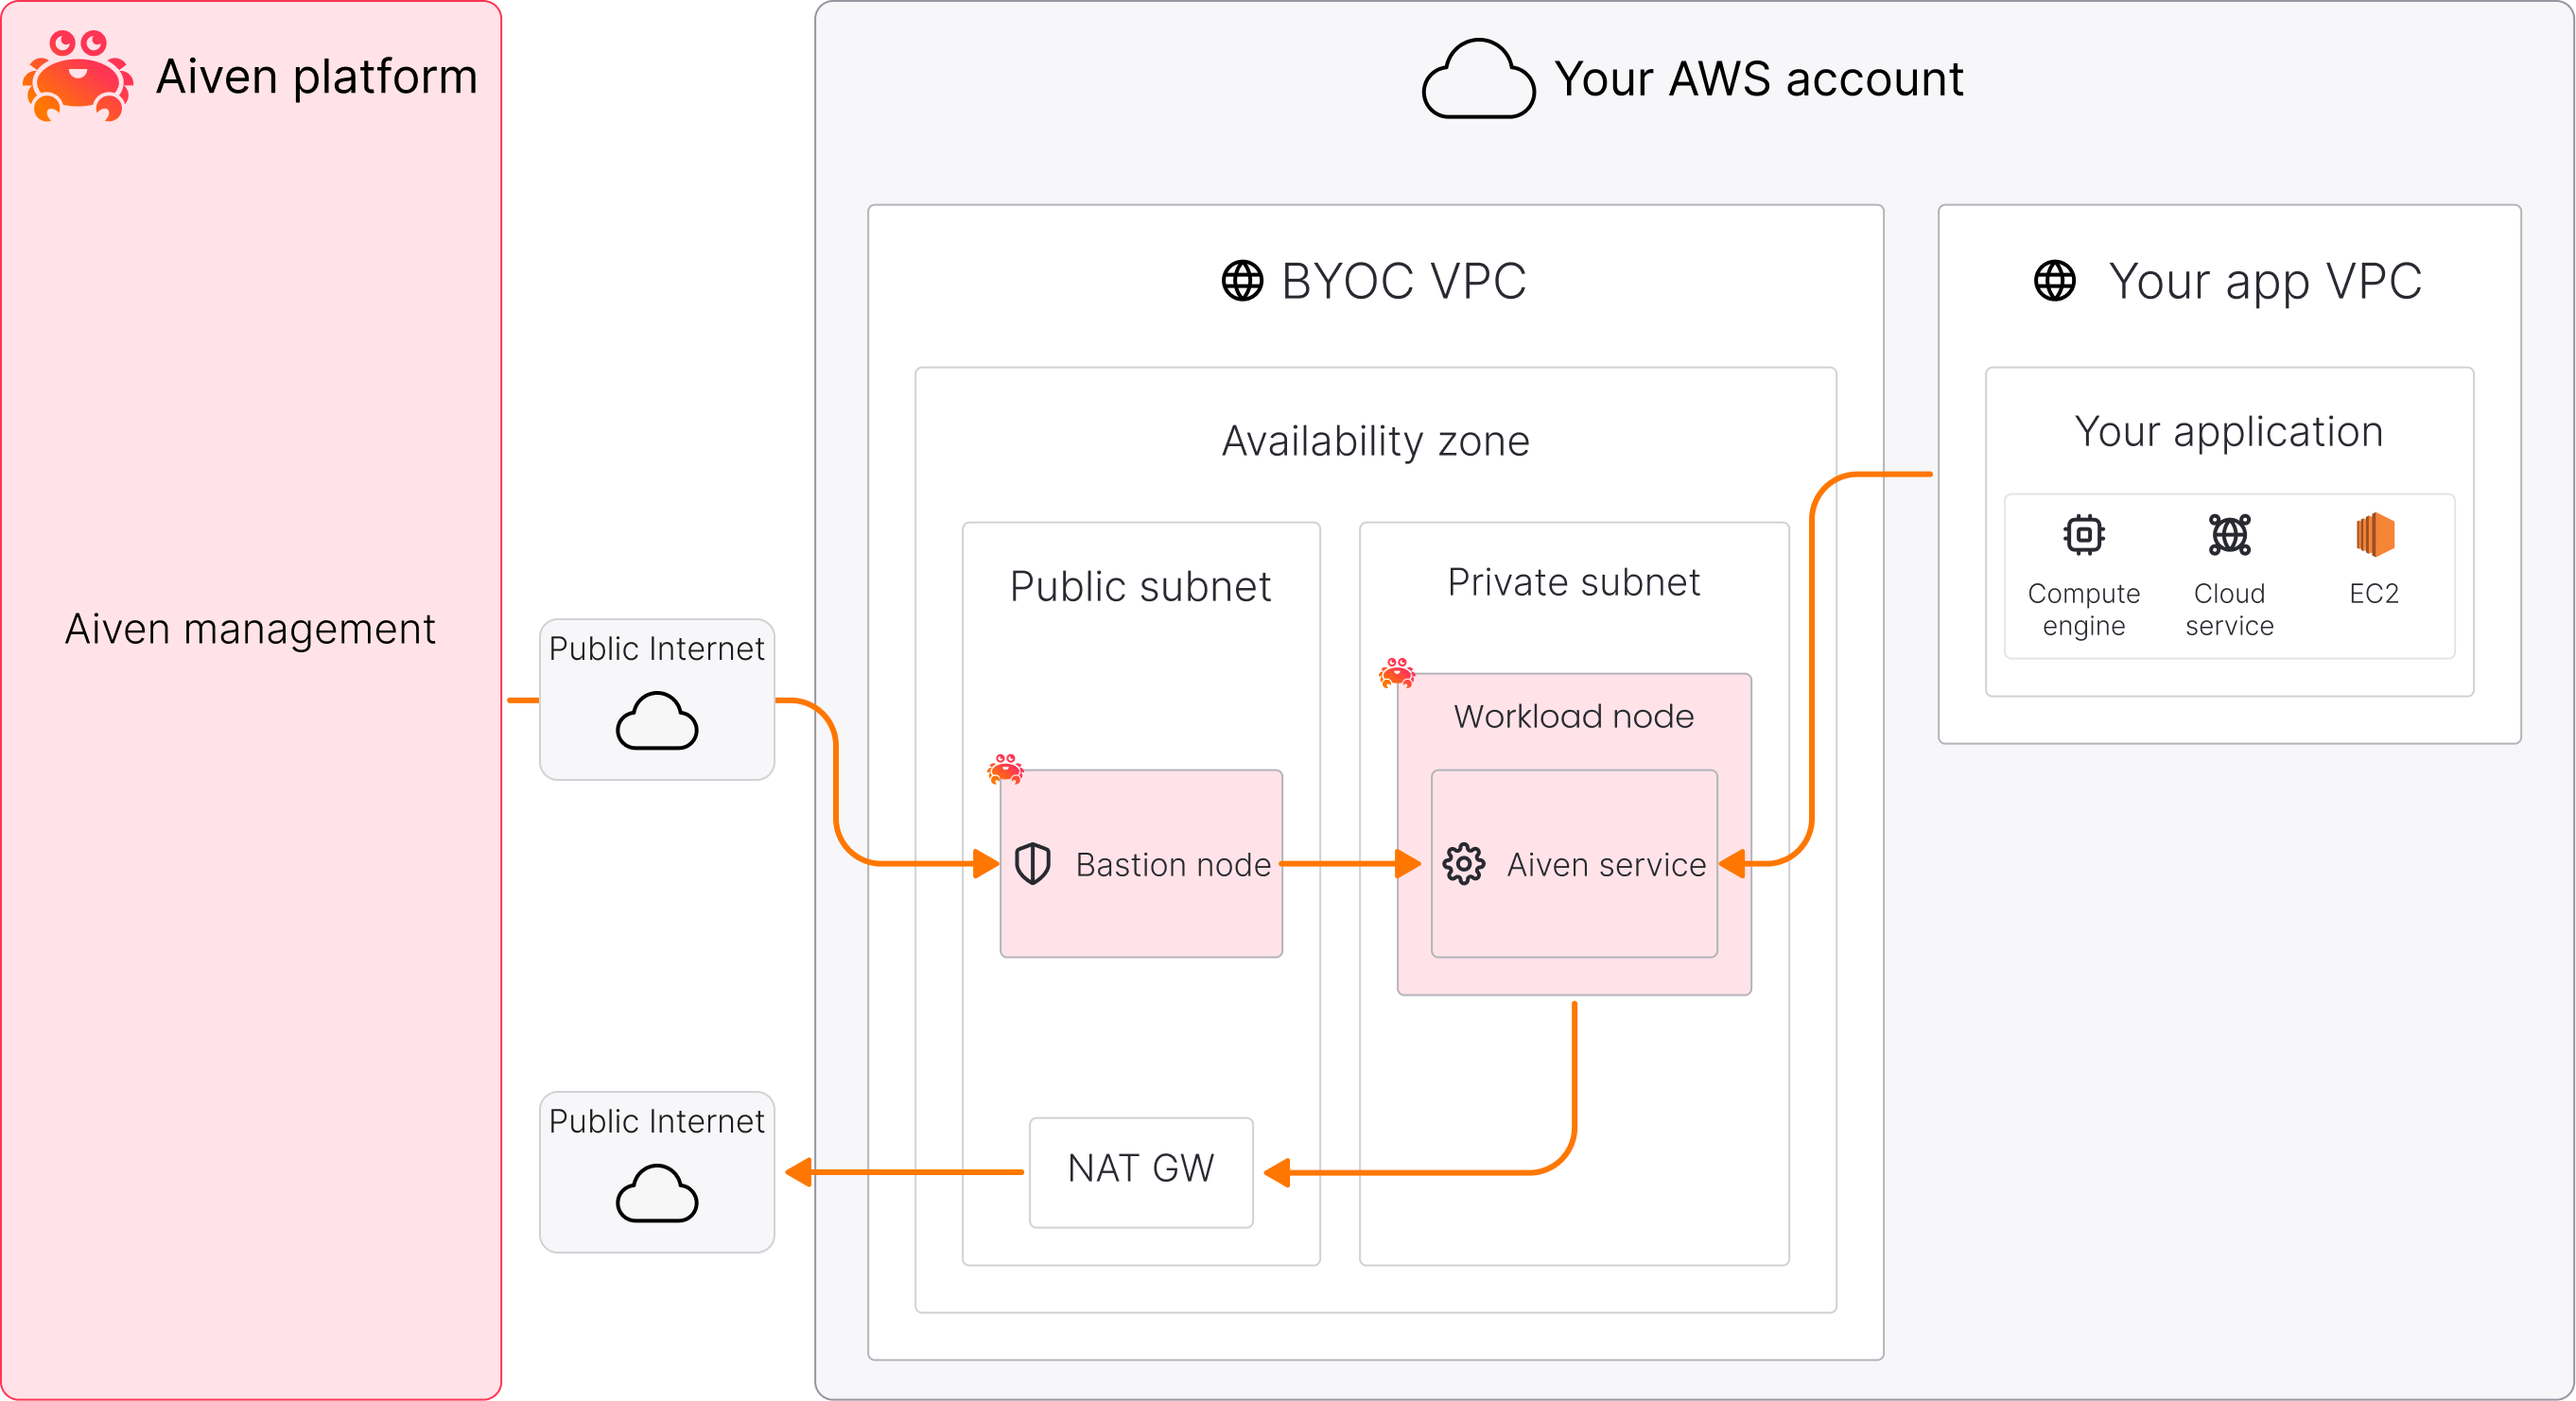 Aiven platform
Aiven management
Public Internet
Public Internet
Your AWS account
BYOC VPC
Availability zone
Public subnet
Bastion node
NAT GW
Private subnet
Workload node
Aiven service
Your app VPC
Your application
Compute
engine
Cloud
service
EC2